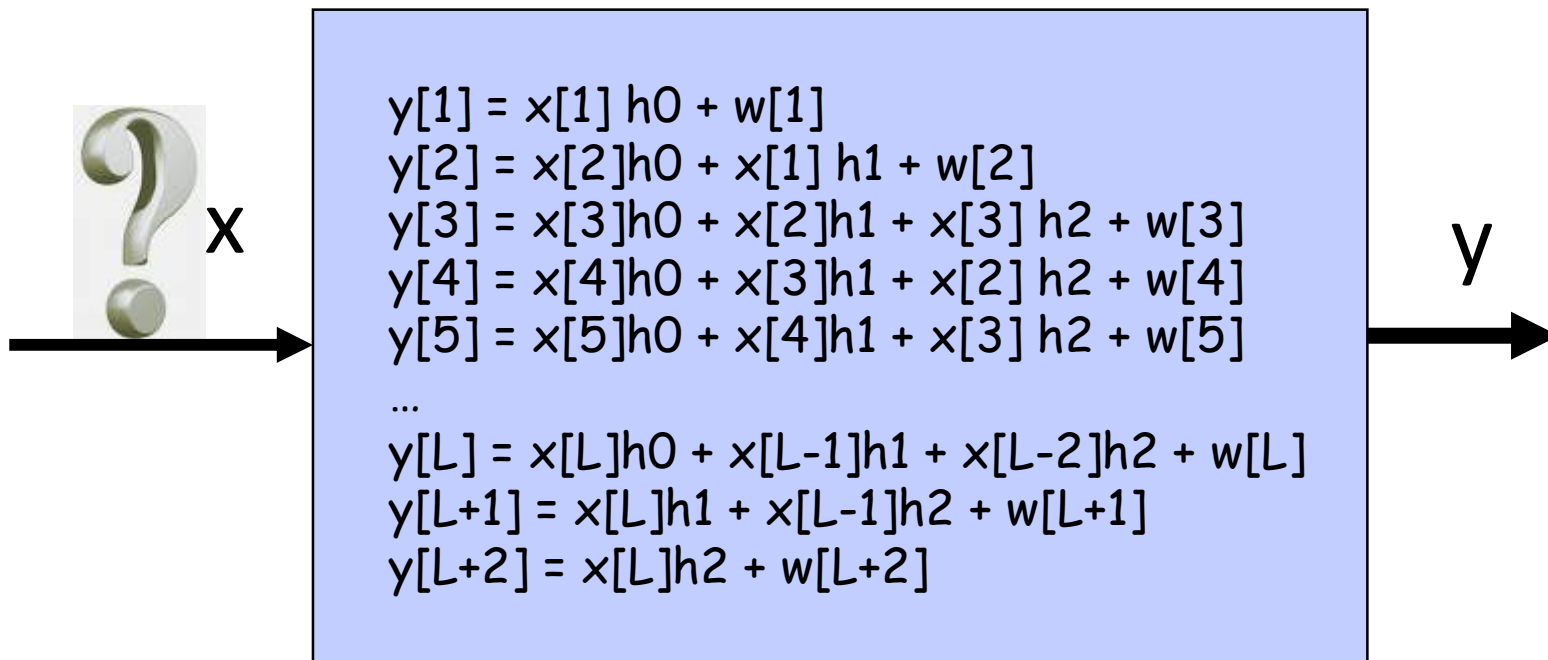 y[1] = x[1] h0 + w[1]
y[2] = x[2]h0 + x[1] h1 + w[2]
y[3] = x[3]h0 + x[2]h1 + x[3] h2 + w[3]
y[4] = x[4]h0 + x[3]h1 + x[2] h2 + w[4]
y[5] = x[5]h0 + x[4]h1 + x[3] h2 + w[5]
...
y[L] = x[L]h0 + x[L-1]h1 + x[L-2]h2 + w[L]
y[L+1] = x[L]h1 + x[L-1]h2 + w[L+1]
y[L+2] = x[L]h2 + w[L+2]
? x
y